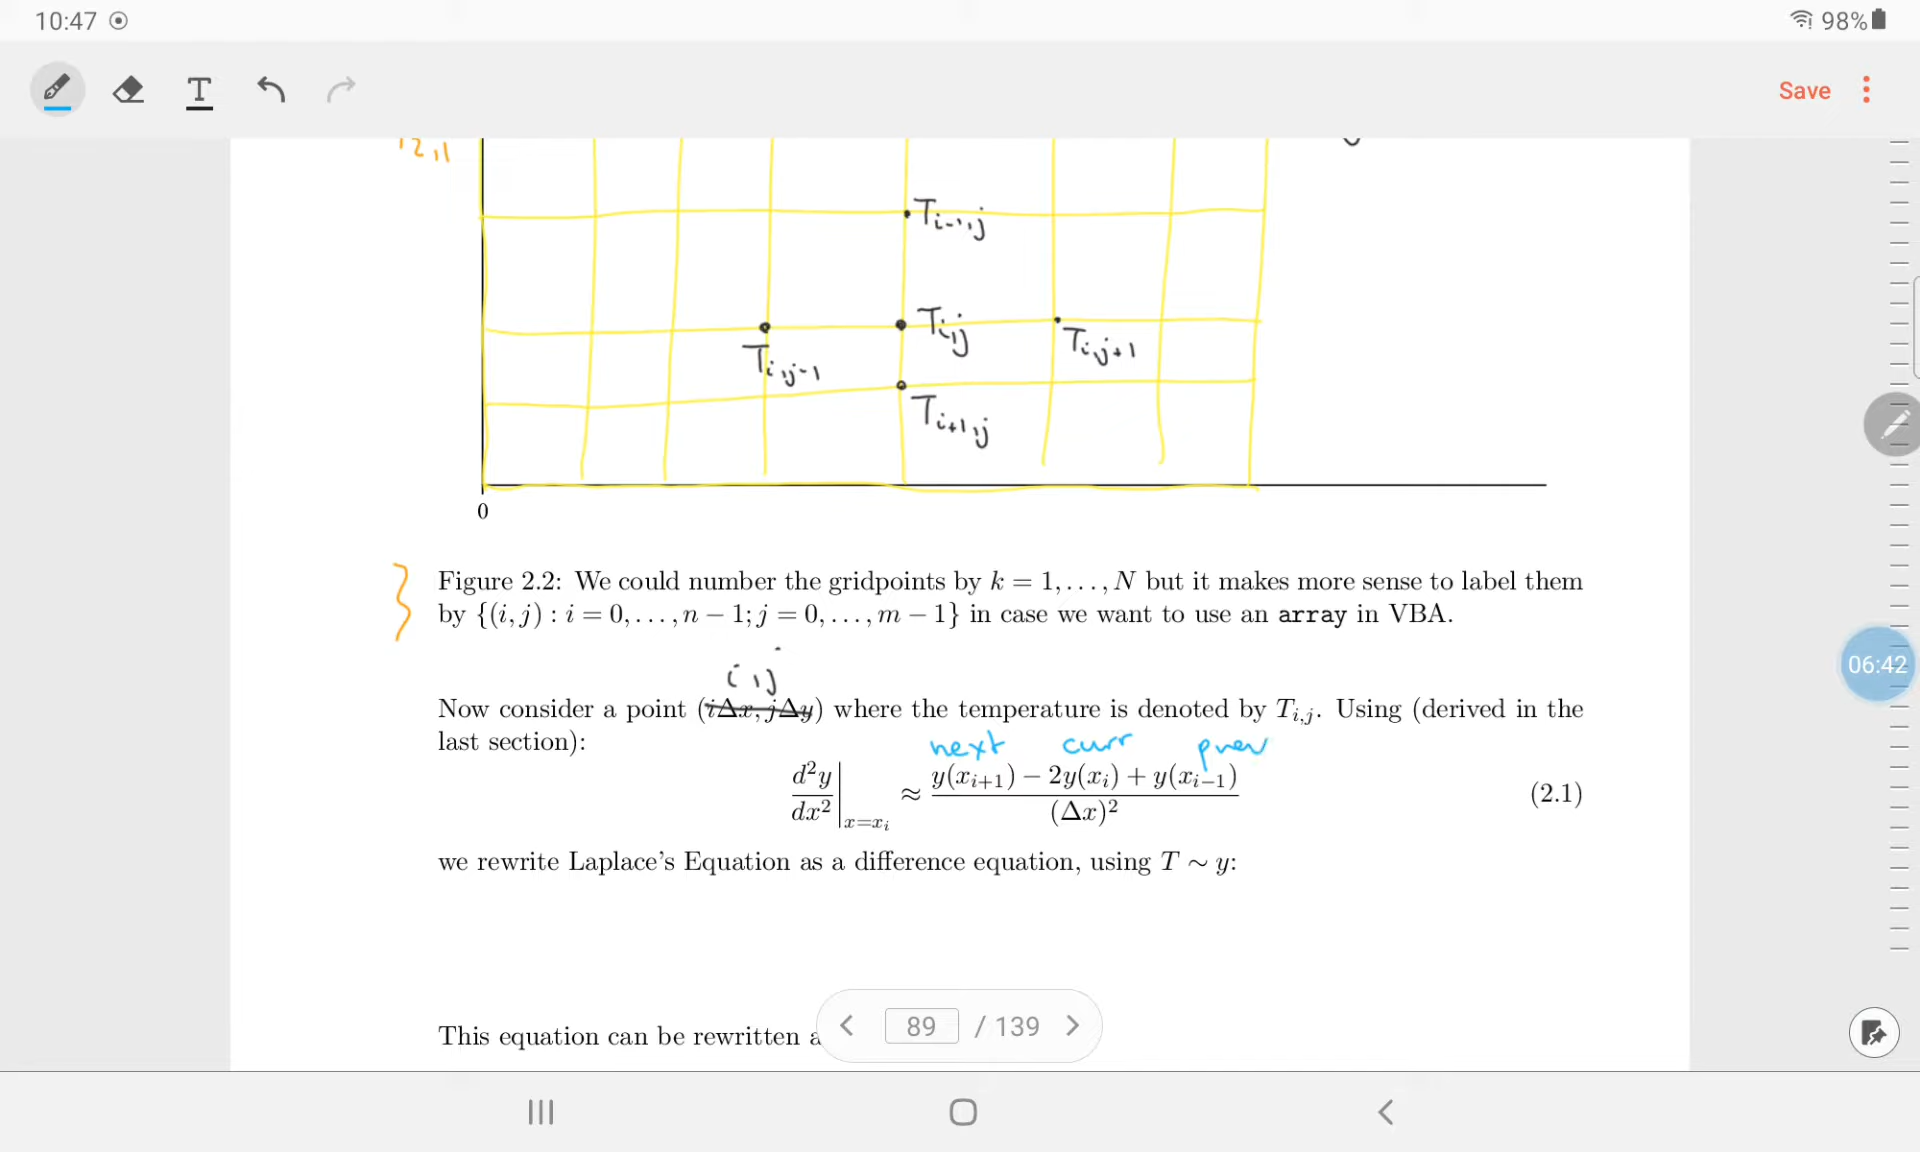 10:47 98%
T Save
12,11
T_{i-1,j}
T_{i,j}
T_{i,j-1} T_{i,j+1}
T_{i+1,j}
0
Figure 2.2: We could number the gridpoints by k = 1, . . . , N but it makes more sense to label them
by {(i, j) : i = 0, . . . , n − 1; j = 0, . . . , m − 1} in case we want to use an array in VBA.
06:42
i,j
Now consider a point (iΔx, jΔy) where the temperature is denoted by T_{i,j}. Using (derived in the
last section):
next curr prev
d²y/dx²|_{x=x_i} ≈ (y(x_{i+1}) − 2y(x_i) + y(x_{i−1}))/(Δx)² (2.1)
we rewrite Laplace's Equation as a difference equation, using T ∼ y:
This equation can be rewritten a
89 / 139